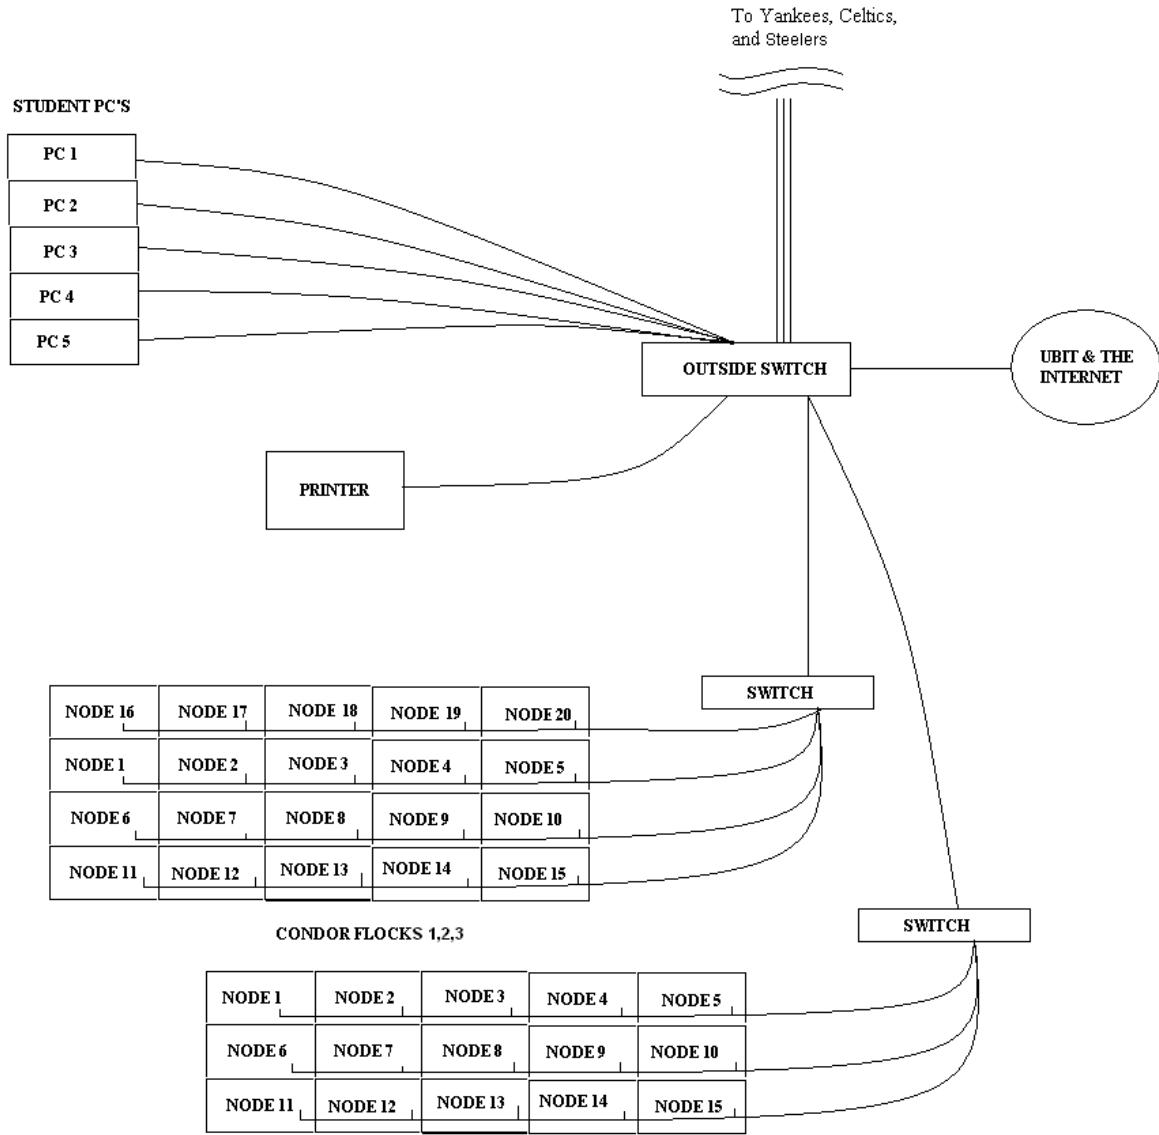 To Yankees, Celtics,
and Steelers
STUDENT PC'S
PC 1
PC 2
PC 3
PC 4
PC 5
OUTSIDE SWITCH
UBIT & THE
INTERNET
PRINTER
SWITCH
NODE 16 NODE 17 NODE 18 NODE 19 NODE 20
NODE 1 NODE 2 NODE 3 NODE 4 NODE 5
NODE 6 NODE 7 NODE 8 NODE 9 NODE 10
NODE 11 NODE 12 NODE 13 NODE 14 NODE 15
CONDOR FLOCKS 1,2,3
SWITCH
NODE 1 NODE 2 NODE 3 NODE 4 NODE 5
NODE 6 NODE 7 NODE 8 NODE 9 NODE 10
NODE 11 NODE 12 NODE 13 NODE 14 NODE 15